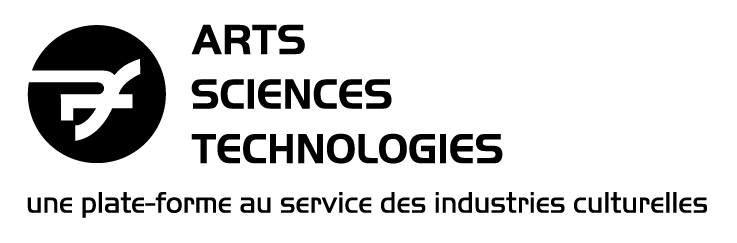 ARTS
SCIENCES
TECHNOLOGIES
une plate-forme au service des industries culturelles